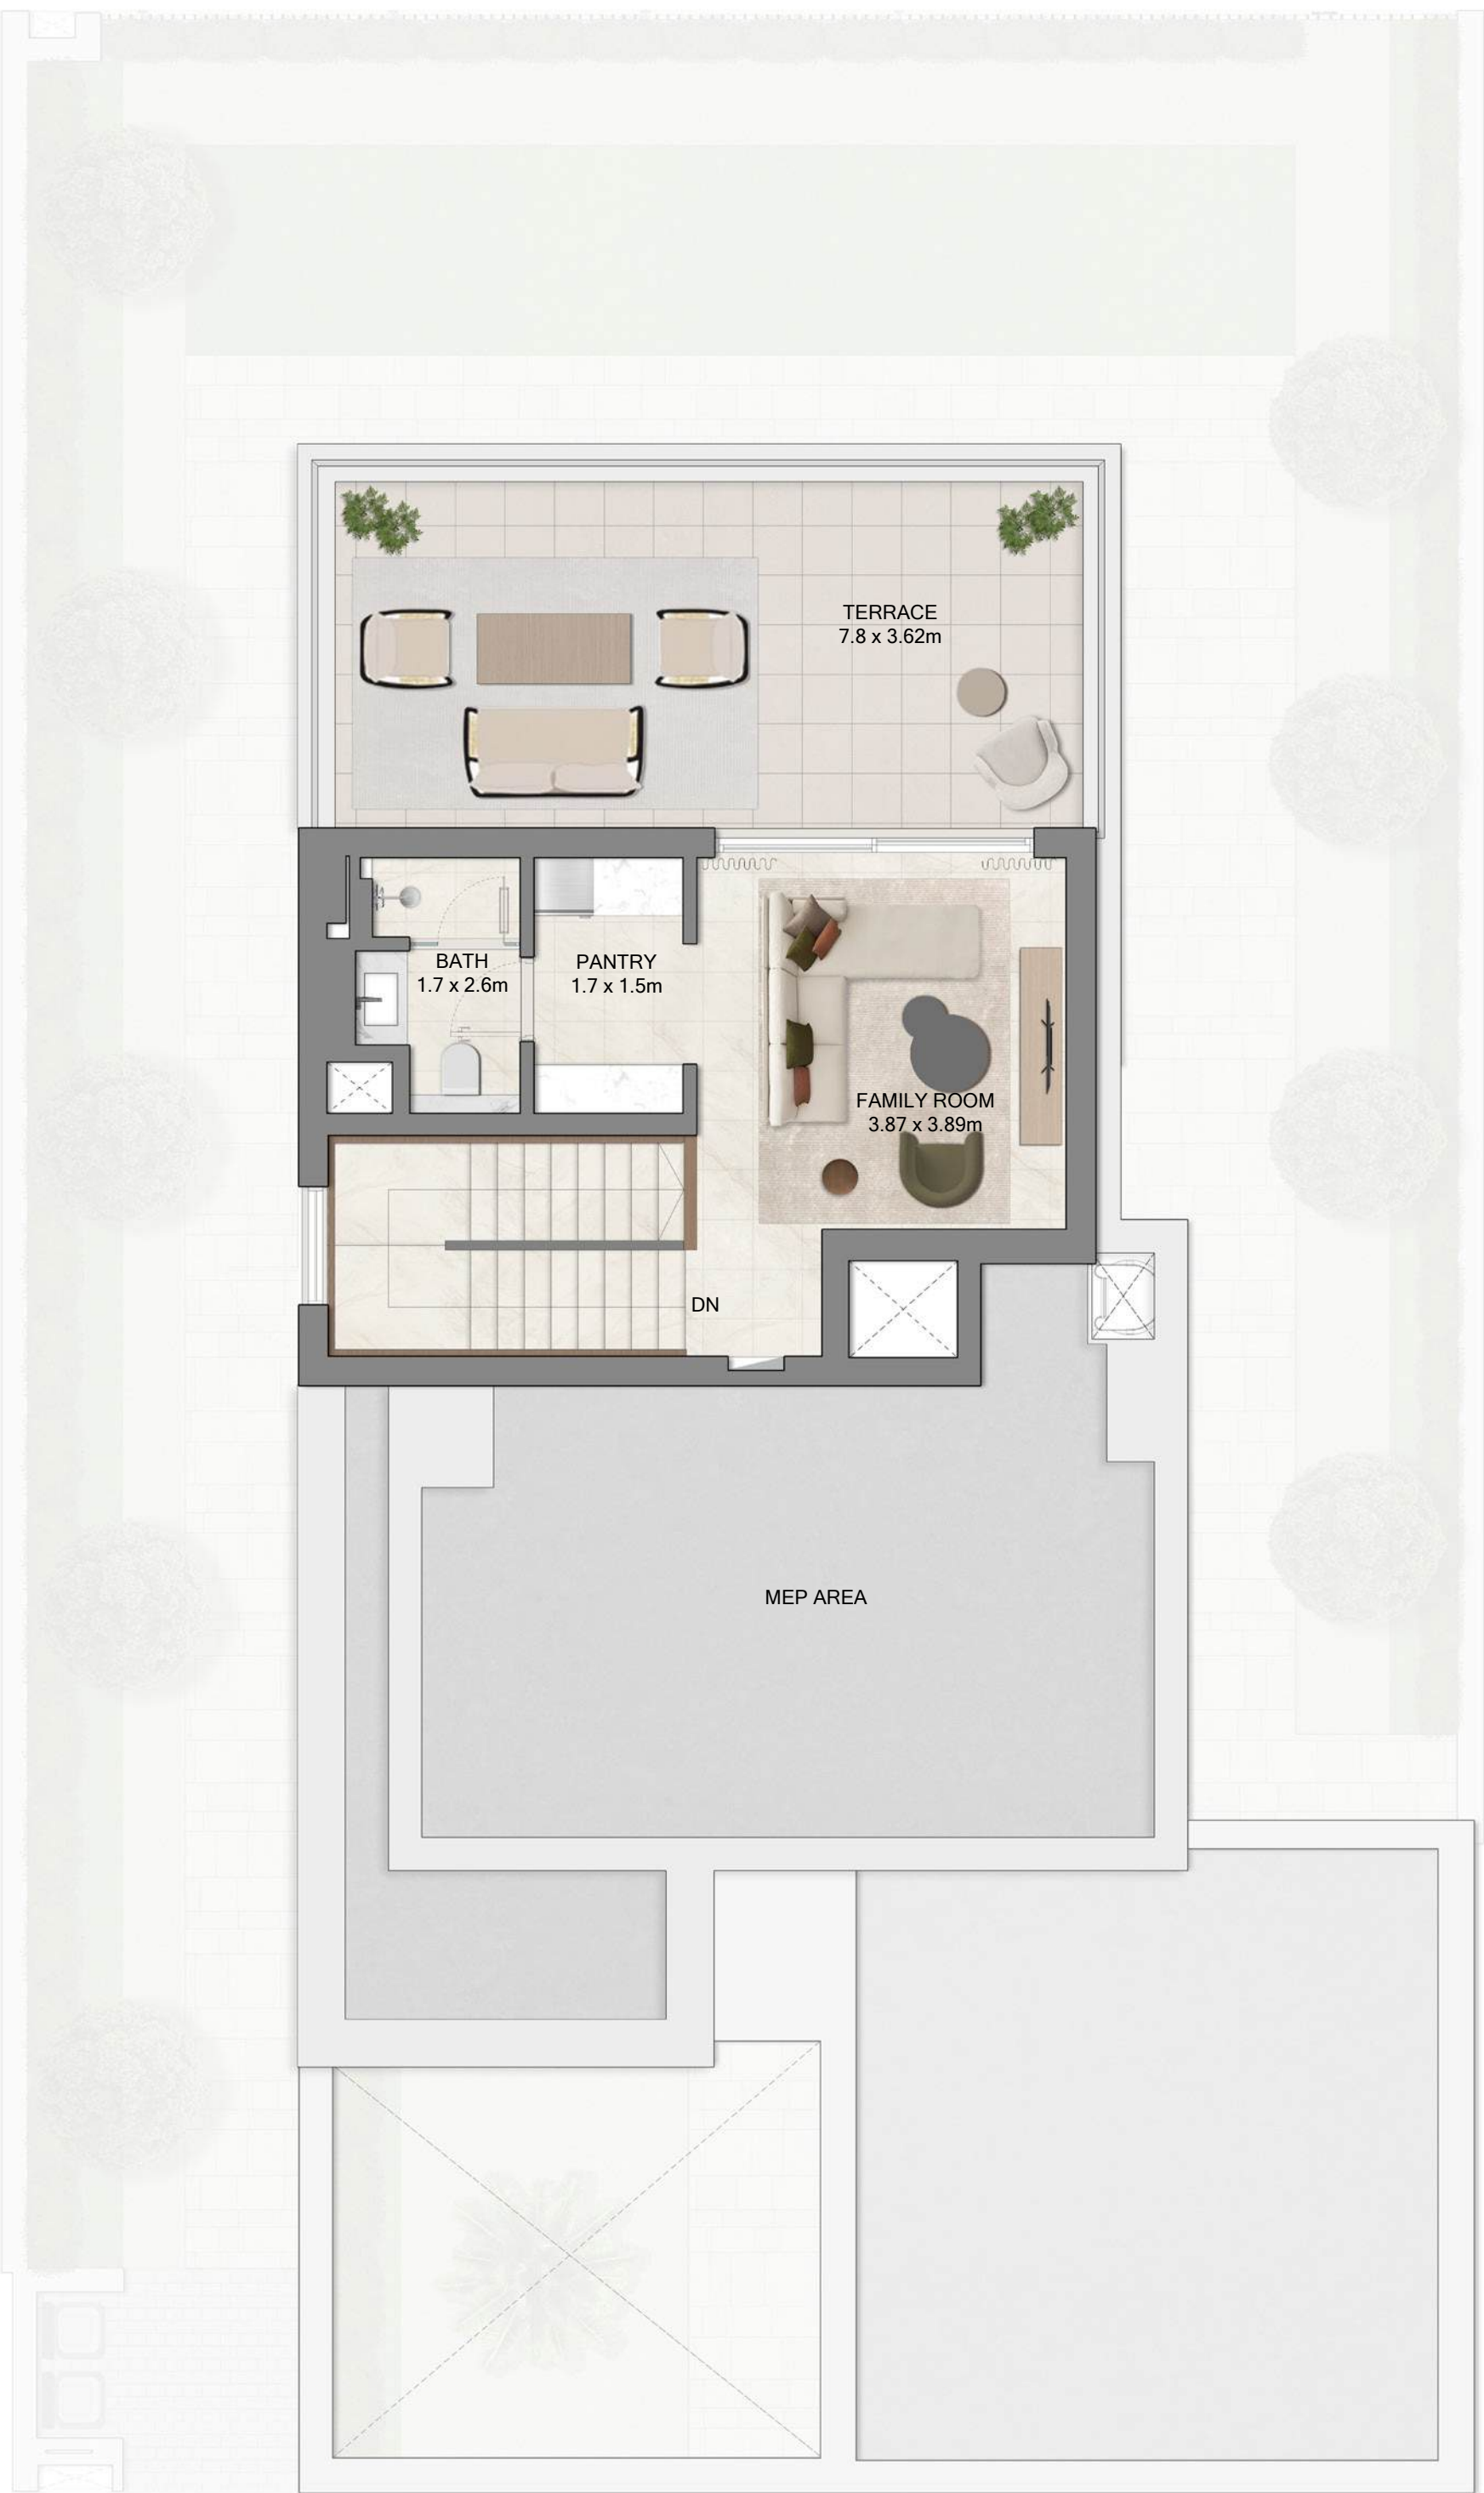 TERRACE
7.8 x 3.62m
BATH
1.7 x 2.6m
PANTRY
1.7 x 1.5m
FAMILY ROOM
3.87 x 3.89m
DN
MEP AREA